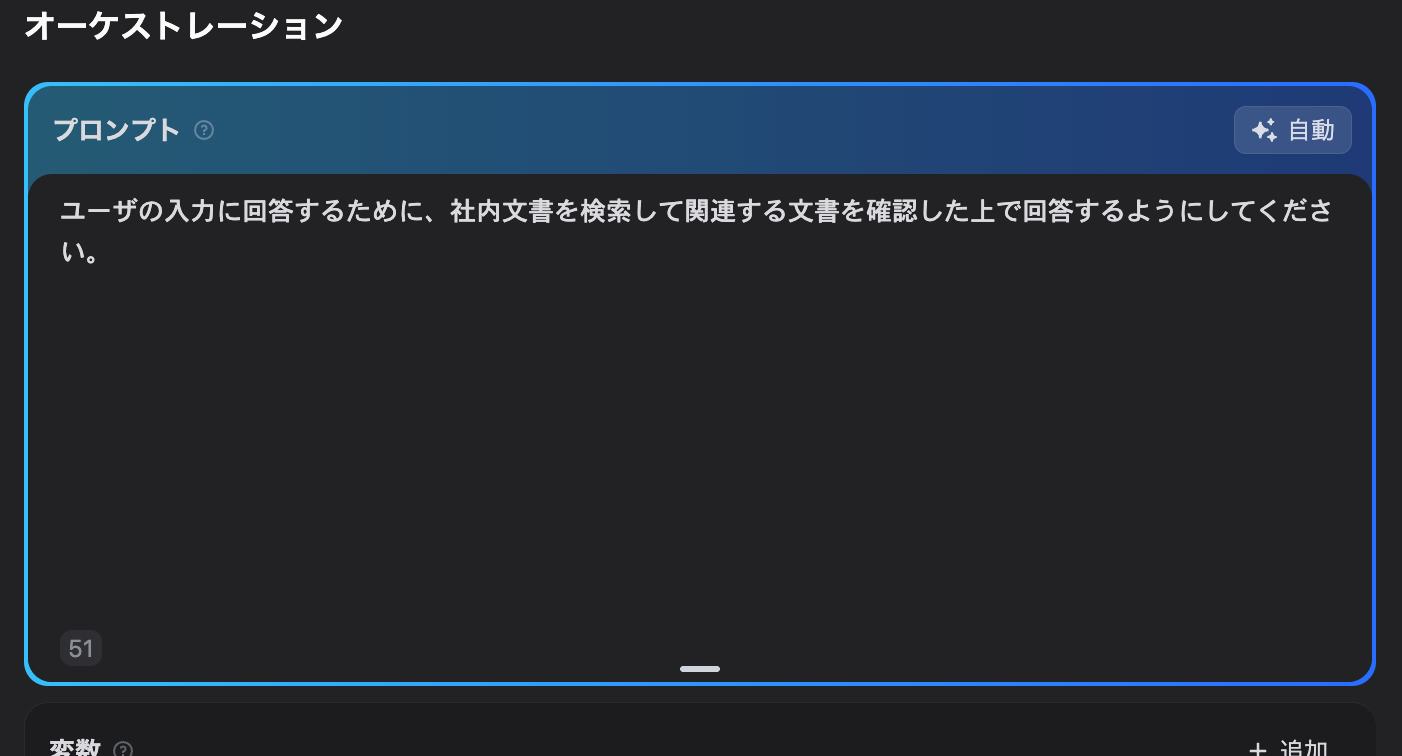 オーケストレーション
プロンプト ?
自動
ユーザの入力に回答するために、社内文書を検索して関連する文書を確認した上で回答するようにしてくださ
い。
51
変数 ?
+ 追加